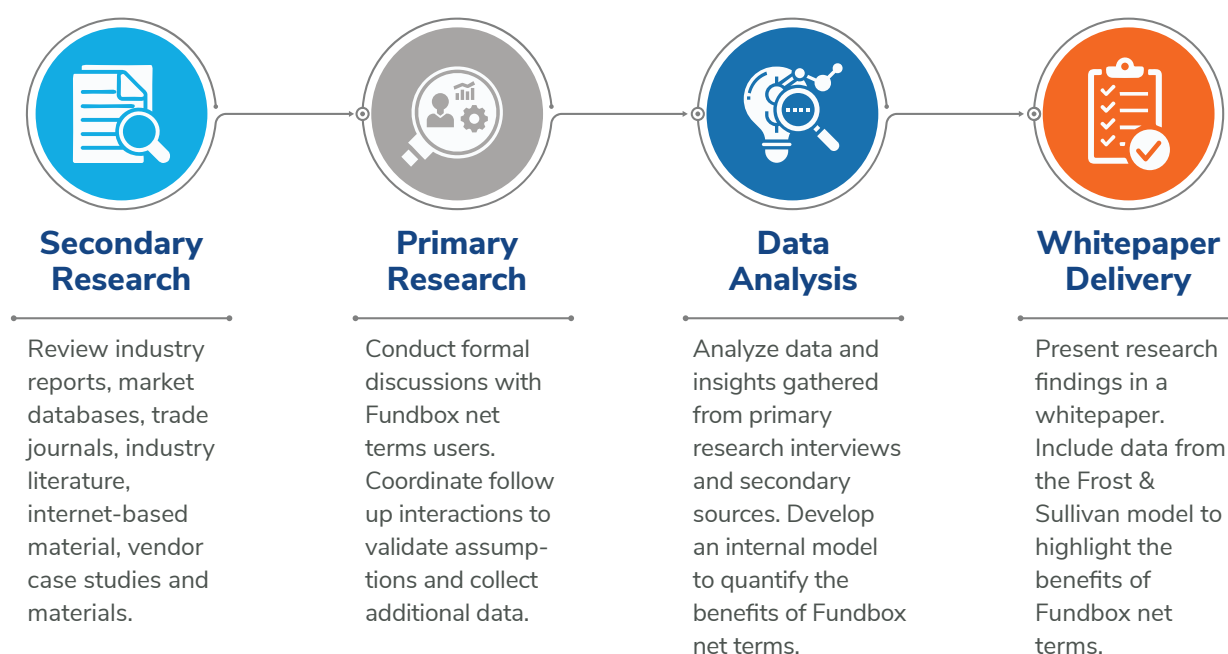 Secondary
Research
Review industry
reports, market
databases, trade
journals, industry
literature,
internet-based
material, vendor
case studies and
materials.
Primary
Research
Conduct formal
discussions with
Fundbox net
terms users.
Coordinate follow
up interactions to
validate assump-
tions and collect
additional data.
Data
Analysis
Analyze data and
insights gathered
from primary
research interviews
and secondary
sources. Develop
an internal model
to quantify the
benefits of Fundbox
net terms.
Whitepaper
Delivery
Present research
findings in a
whitepaper.
Include data from
the Frost &
Sullivan model to
highlight the
benefits of
Fundbox net
terms.